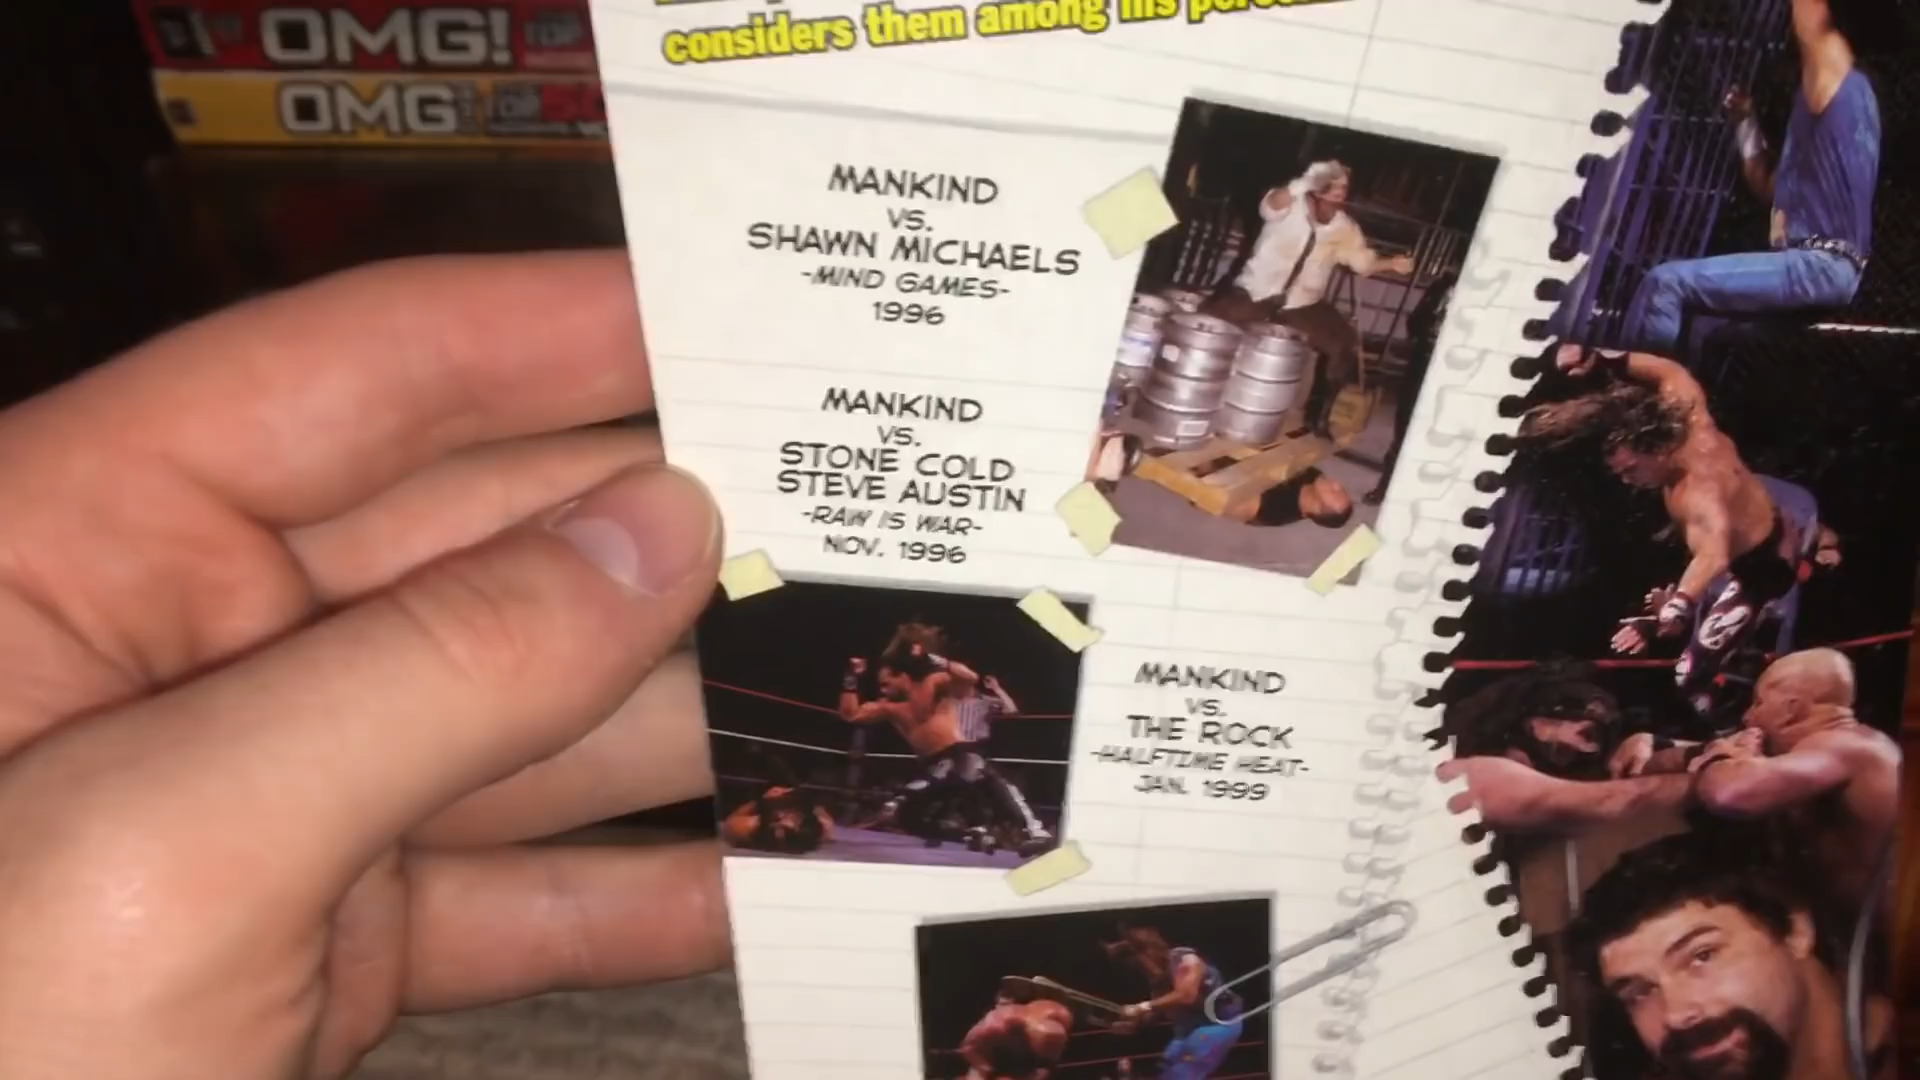 OMG!
OMG!
considers them among his
MANKIND
VS.
SHAWN MICHAELS
-MIND GAMES-
1996
MANKIND
VS.
STONE COLD
STEVE AUSTIN
-RAW IS WAR-
NOV. 1996
MANKIND
VS.
THE ROCK
-HALFTIME HEAT-
JAN. 1999